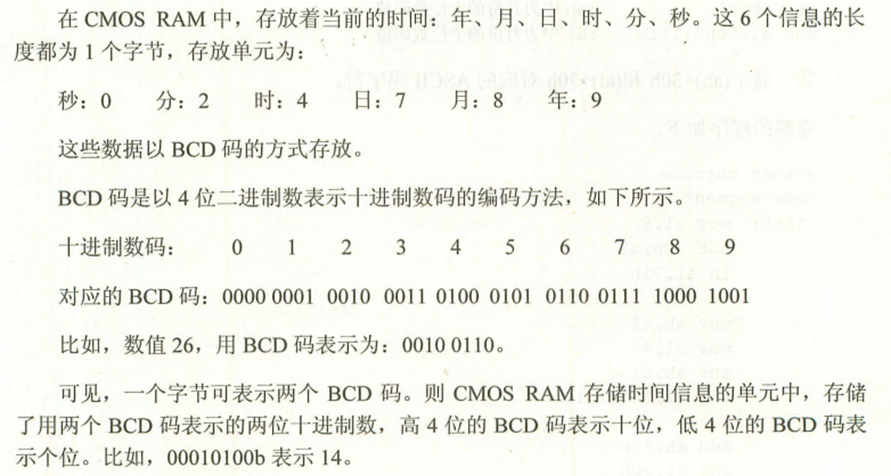 在 CMOS RAM 中，存放着当前的时间：年、月、日、时、分、秒。这 6 个信息的长
度都为 1 个字节，存放单元为：
秒：0 分：2 时：4 日：7 月：8 年：9
这些数据以 BCD 码的方式存放。
BCD 码是以 4 位二进制数表示十进制数码的编码方法，如下所示。
十进制数码： 0 1 2 3 4 5 6 7 8 9
对应的 BCD 码：0000 0001 0010 0011 0100 0101 0110 0111 1000 1001
比如，数值 26，用 BCD 码表示为：0010 0110。
可见，一个字节可表示两个 BCD 码。则 CMOS RAM 存储时间信息的单元中，存储
了用两个 BCD 码表示的两位十进制数，高 4 位的 BCD 码表示十位，低 4 位的 BCD 码表
示个位。比如，00010100b 表示 14。